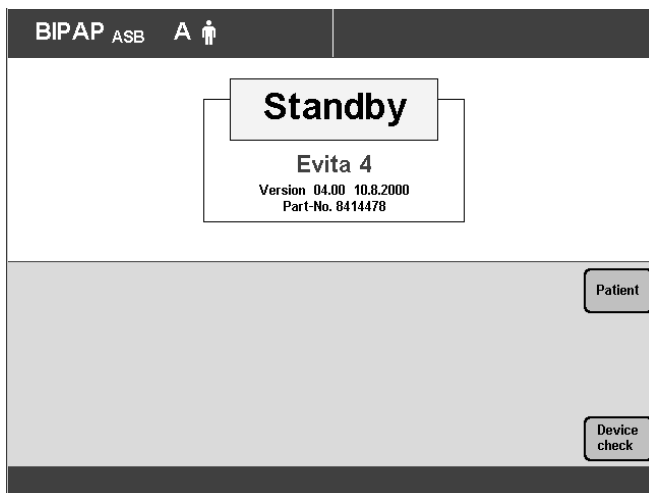 BIPAP ASB A
Standby
Evita 4
Version 04.00 10.8.2000
Part-No. 8414478
Patient
Device
check